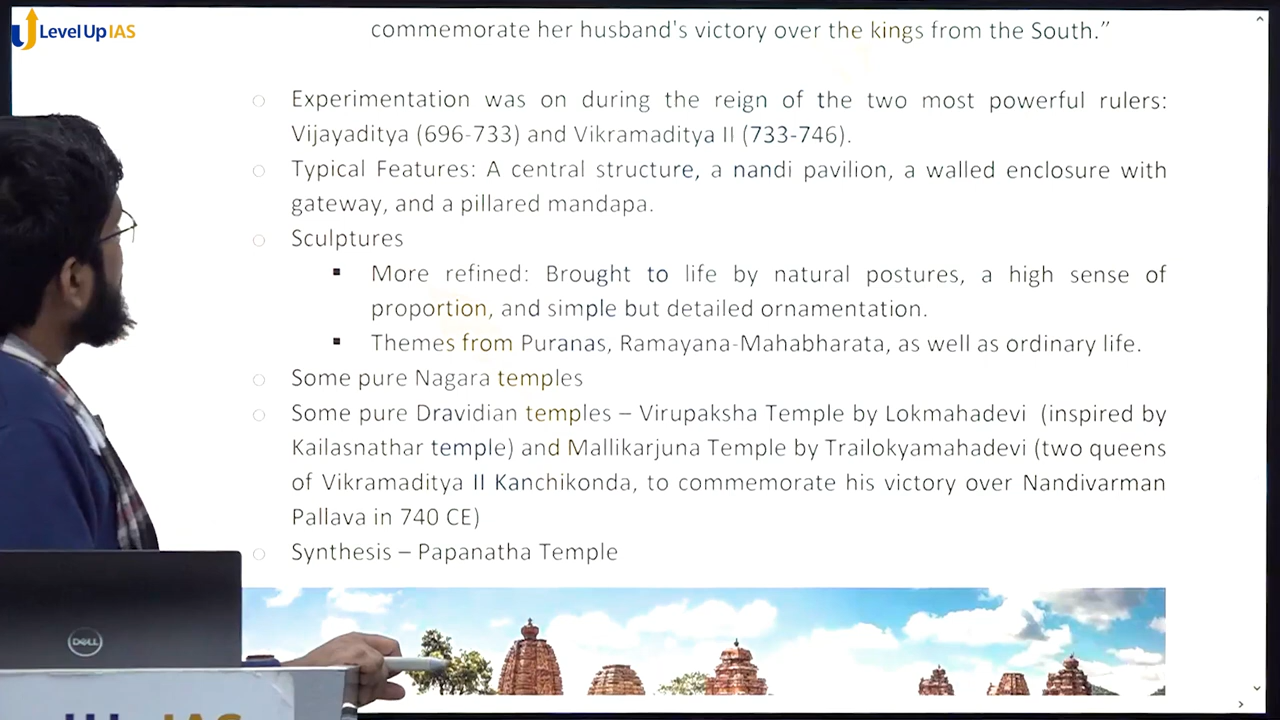 Level Up IAS
commemorate her husband's victory over the kings from the South.”
Experimentation was on during the reign of the two most powerful rulers:
Vijayaditya (696-733) and Vikramaditya II (733-746).
Typical Features: A central structure, a nandi pavilion, a walled enclosure with
gateway, and a pillared mandapa.
Sculptures
More refined: Brought to life by natural postures, a high sense of
proportion, and simple but detailed ornamentation.
Themes from Puranas, Ramayana-Mahabharata, as well as ordinary life.
Some pure Nagara temples
Some pure Dravidian temples – Virupaksha Temple by Lokmahadevi (inspired by
Kailasnathar temple) and Mallikarjuna Temple by Trailokyamahadevi (two queens
of Vikramaditya II Kanchikonda, to commemorate his victory over Nandivarman
Pallava in 740 CE)
Synthesis – Papanatha Temple
DELL